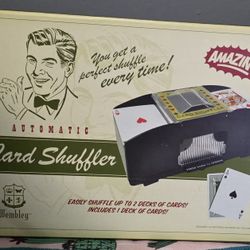 You get a
perfect shuffle
every time!
AMAZING
AUTOMATIC
Card Shuffler
Wembley
EASILY SHUFFLE UP TO 2 DECKS OF CARDS!
INCLUDES 1 DECK OF CARDS!